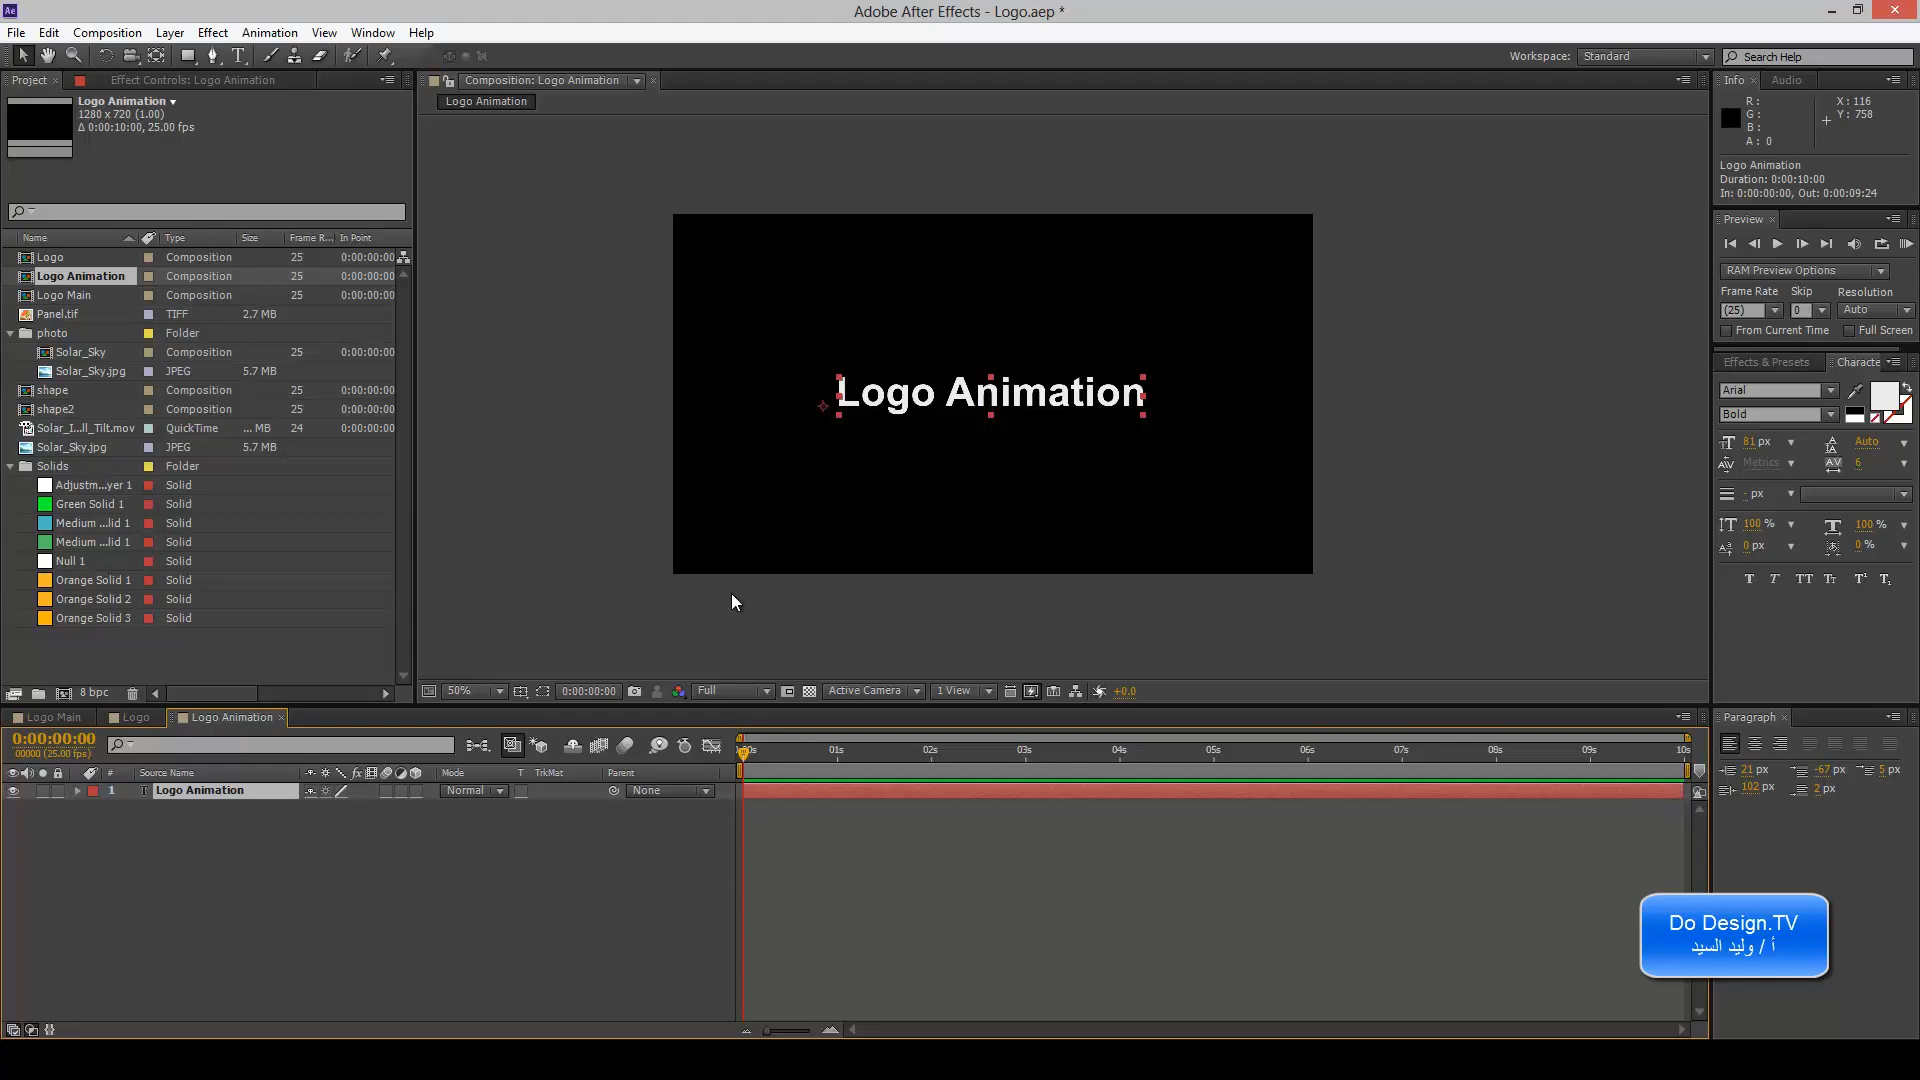 Adobe After Effects - Logo.aep *
File Edit Composition Layer Effect Animation View Window Help
Workspace: Standard
Search Help
Project
Effect Controls: Logo Animation
Logo Animation
1280 x 720 (1.00)
Δ 0:00:10:00, 25.00 fps
Name Type Size Frame R... In Point
Logo Composition 25 0:00:00:00
Logo Animation Composition 25 0:00:00:00
Logo Main Composition 25 0:00:00:00
Panel.tif TIFF 2.7 MB
photo Folder
Solar_Sky Composition 25 0:00:00:00
Solar_Sky.jpg JPEG 5.7 MB
shape Composition 25 0:00:00:00
shape2 Composition 25 0:00:00:00
Solar_I...ll_Tilt.mov QuickTime ... MB 24 0:00:00:00
Solar_Sky.jpg JPEG 5.7 MB
Solids Folder
Adjustm...yer 1 Solid
Green Solid 1 Solid
Medium ...lid 1 Solid
Medium ...lid 1 Solid
Null 1 Solid
Orange Solid 1 Solid
Orange Solid 2 Solid
Orange Solid 3 Solid
8 bpc
Composition: Logo Animation
Logo Animation
Logo Animation
50% 0:00:00:00 Full Active Camera 1 View +0.0
Info Audio
R :
G :
B :
A : 0
X : 116
Y : 758
Logo Animation
Duration: 0:00:10:00
In: 0:00:00:00, Out: 0:00:09:24
Preview
RAM Preview Options
Frame Rate Skip Resolution
(25) 0 Auto
From Current Time Full Screen
Effects & Presets Characte
Arial
Bold
81 px Auto
Metrics 6
- px
100 % 100 %
0 px 0 %
T T TT Tт T¹ T₁
Logo Main Logo Logo Animation
0:00:00:00
00000 (25.00 fps)
:00s 01s 02s 03s 04s 05s 06s 07s 08s 09s 10s
# Source Name fx Mode T TrkMat Parent
1 T Logo Animation Normal None
Paragraph
21 px -67 px 5 px
102 px 2 px
Do Design.TV
أ / وليد السيد